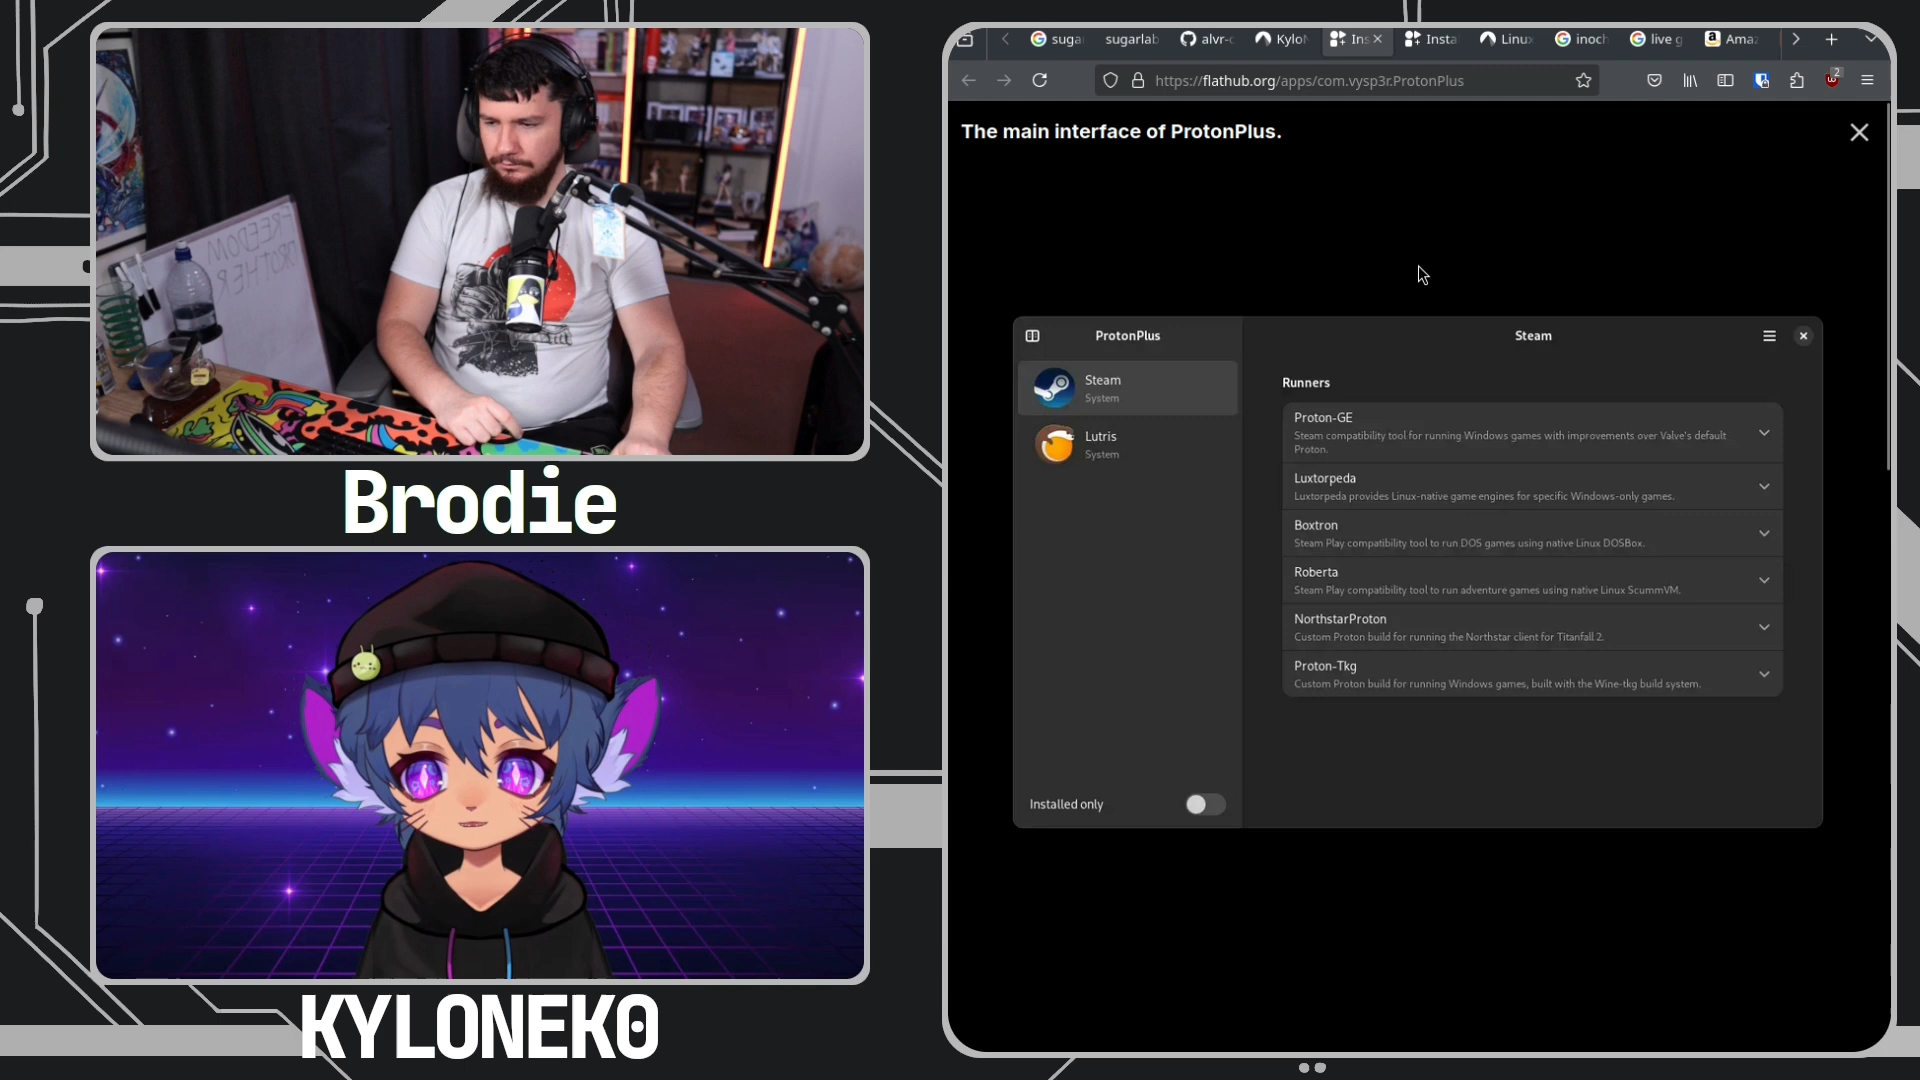 FREEDOM
BROTHER
Brodie
KYLONEKO
suga
sugarlab
alvr-c
Kylo
Ins
Insta
Linu
inoch
live g
Ama
https://flathub.org/apps/com.vysp3r.ProtonPlus
2
The main interface of ProtonPlus.
ProtonPlus
Steam
Steam
System
Lutris
System
Installed only
Runners
Proton-GE
Steam compatibility tool for running Windows games with improvements over Valve's default
Proton.
Luxtorpeda
Luxtorpeda provides Linux-native game engines for specific Windows-only games.
Boxtron
Steam Play compatibility tool to run DOS games using native Linux DOSBox.
Roberta
Steam Play compatibility tool to run adventure games using native Linux ScummVM.
NorthstarProton
Custom Proton build for running the Northstar client for Titanfall 2.
Proton-Tkg
Custom Proton build for running Windows games, built with the Wine-tkg build system.